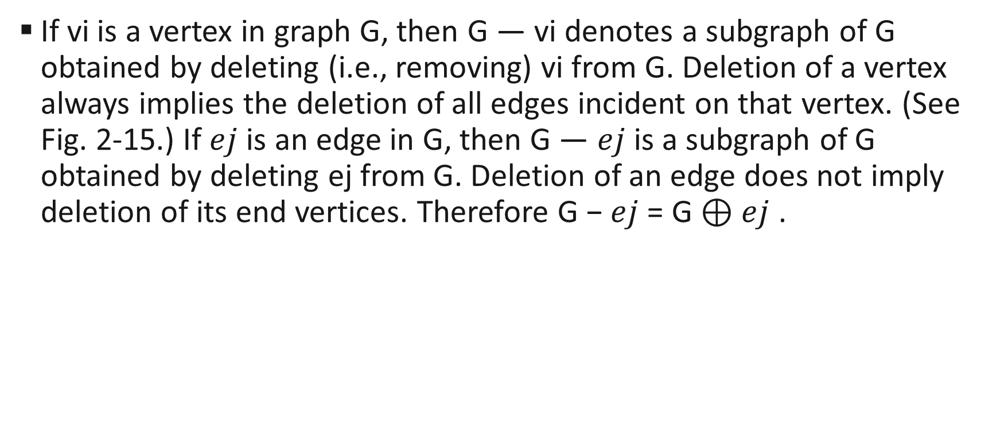 ▪ If vi is a vertex in graph G, then G — vi denotes a subgraph of G
obtained by deleting (i.e., removing) vi from G. Deletion of a vertex
always implies the deletion of all edges incident on that vertex. (See
Fig. 2-15.) If 𝑒𝑗 is an edge in G, then G — 𝑒𝑗 is a subgraph of G
obtained by deleting ej from G. Deletion of an edge does not imply
deletion of its end vertices. Therefore G − 𝑒𝑗 = G ⨁ 𝑒𝑗 .